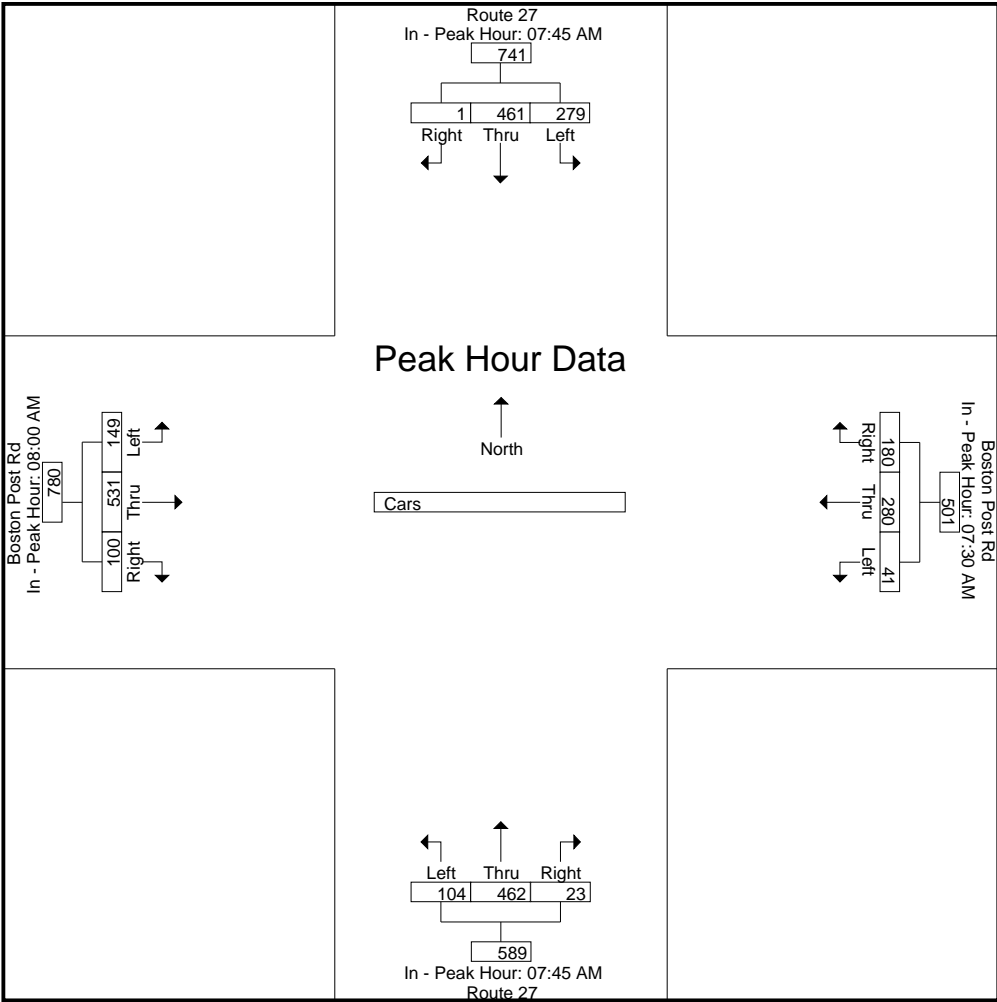 Route 27
In - Peak Hour: 07:45 AM
741
1 461 279
Right Thru Left
Peak Hour Data
North
Cars
Boston Post Rd
In - Peak Hour: 08:00 AM
780
149 531 100
Left Thru Right
Boston Post Rd
In - Peak Hour: 07:30 AM
501
180 280 41
Right Thru Left
Left Thru Right
104 462 23
589
In - Peak Hour: 07:45 AM
Route 27